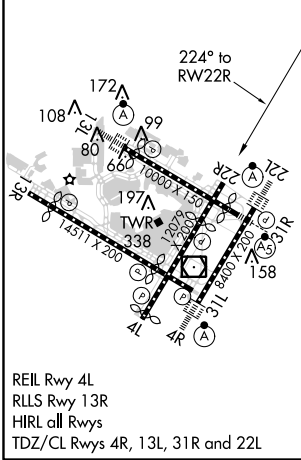 224° to
RW22R
172
A
108
99
13L
80
660
P
10000 X 150
22R
22L
A
13R
197
TWR
338
12079
X 200
P
P
31R
A5
14511 X 200
8400 X 200
158
P
P
31L
4L
4R
A
REIL Rwy 4L
RLLS Rwy 13R
HIRL all Rwys
TDZ/CL Rwys 4R, 13L, 31R and 22L